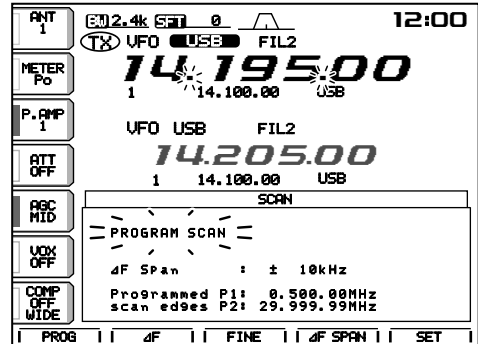 ANT 1
BW 2.4k SFT 0
12:00
TX VFO USB FIL2
METER Po
14.195.00
1 14.100.00 USB
P.AMP 1
VFO USB FIL2
ATT OFF
14.205.00
1 14.100.00 USB
AGC MID
SCAN
PROGRAM SCAN
VOX OFF
⊿F Span : ± 10kHz
COMP OFF WIDE
Programmed P1: 0.500.00MHz
scan edges P2: 29.999.99MHz
PROG ⊿F FINE ⊿F SPAN SET